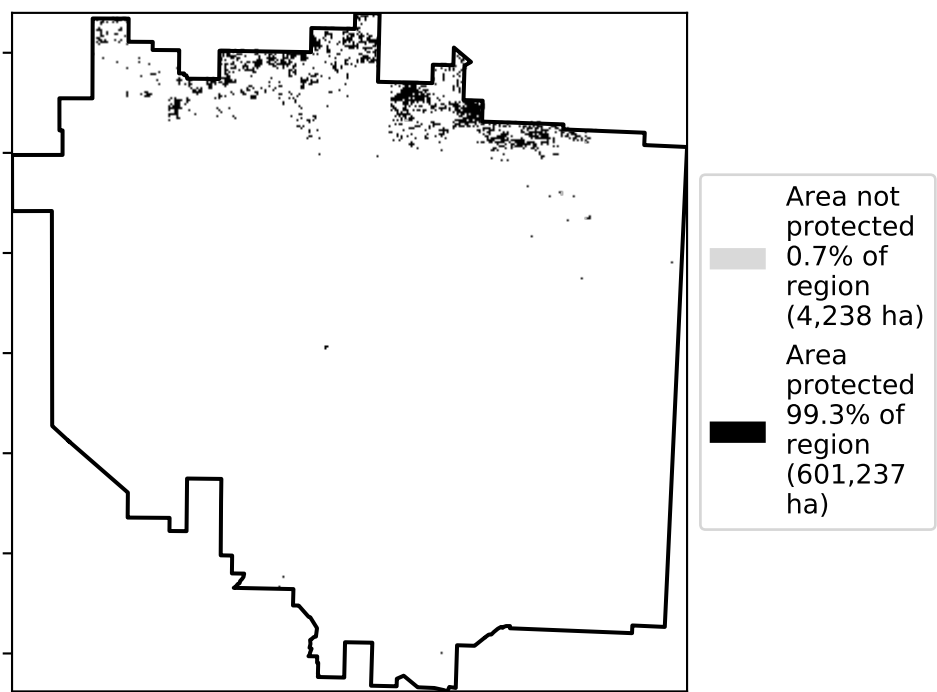 Area not
protected
0.7% of
region
(4,238 ha)
Area
protected
99.3% of
region
(601,237
ha)